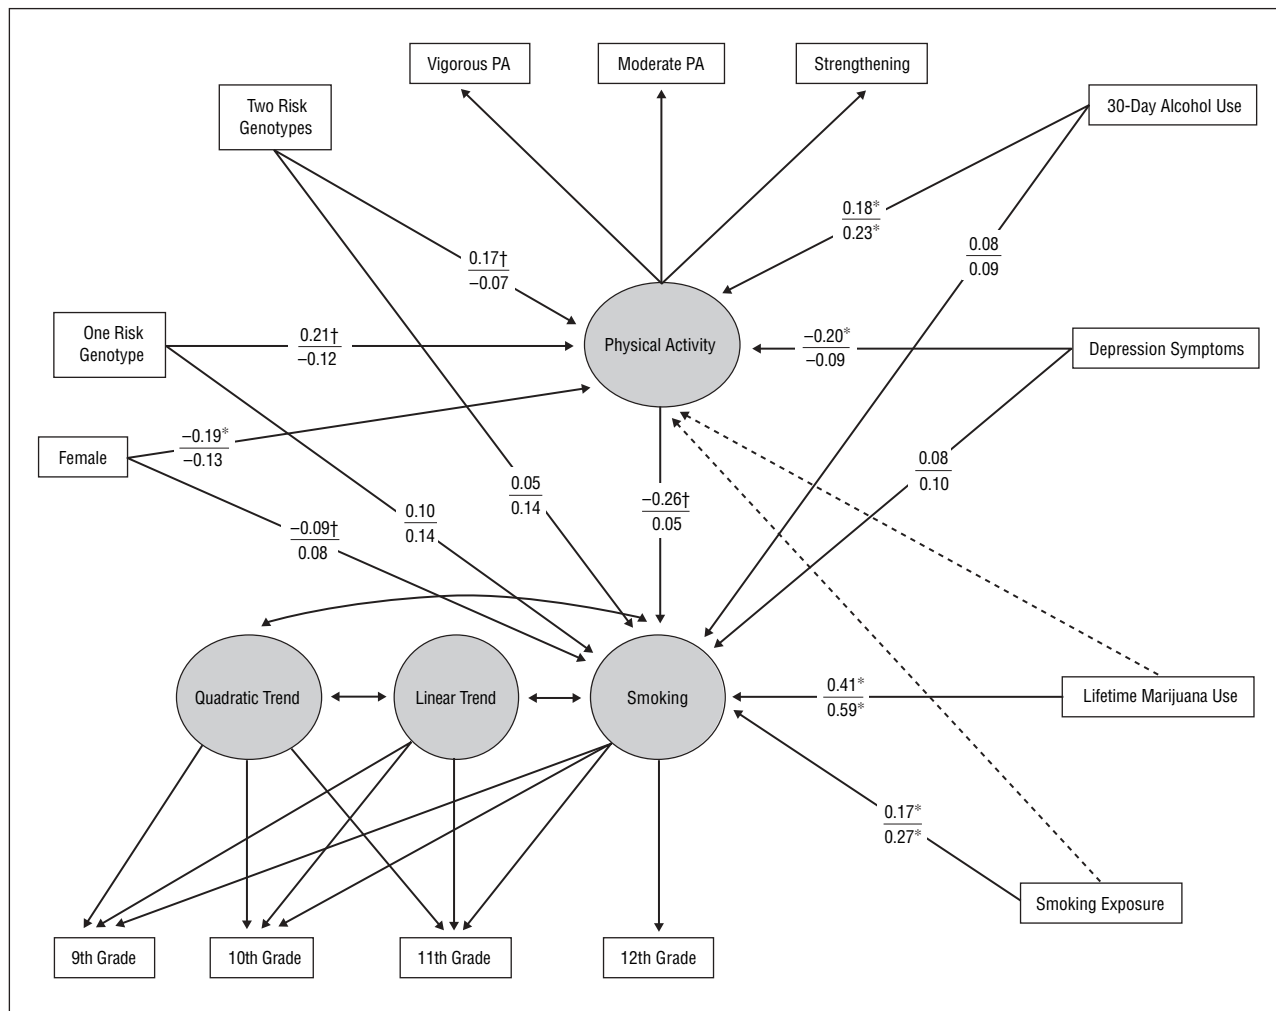 Vigorous PA
Moderate PA
Strengthening
Two Risk
Genotypes
30-Day Alcohol Use
0.18*
0.23*
0.08
0.09
0.17†
−0.07
One Risk
Genotype
0.21†
−0.12
Physical Activity
−0.20*
−0.09
Depression Symptoms
Female
−0.19*
−0.13
0.08
0.10
0.05
0.14
−0.26†
0.05
0.10
0.14
−0.09†
0.08
Quadratic Trend
Linear Trend
Smoking
0.41*
0.59*
Lifetime Marijuana Use
0.17*
0.27*
Smoking Exposure
9th Grade
10th Grade
11th Grade
12th Grade